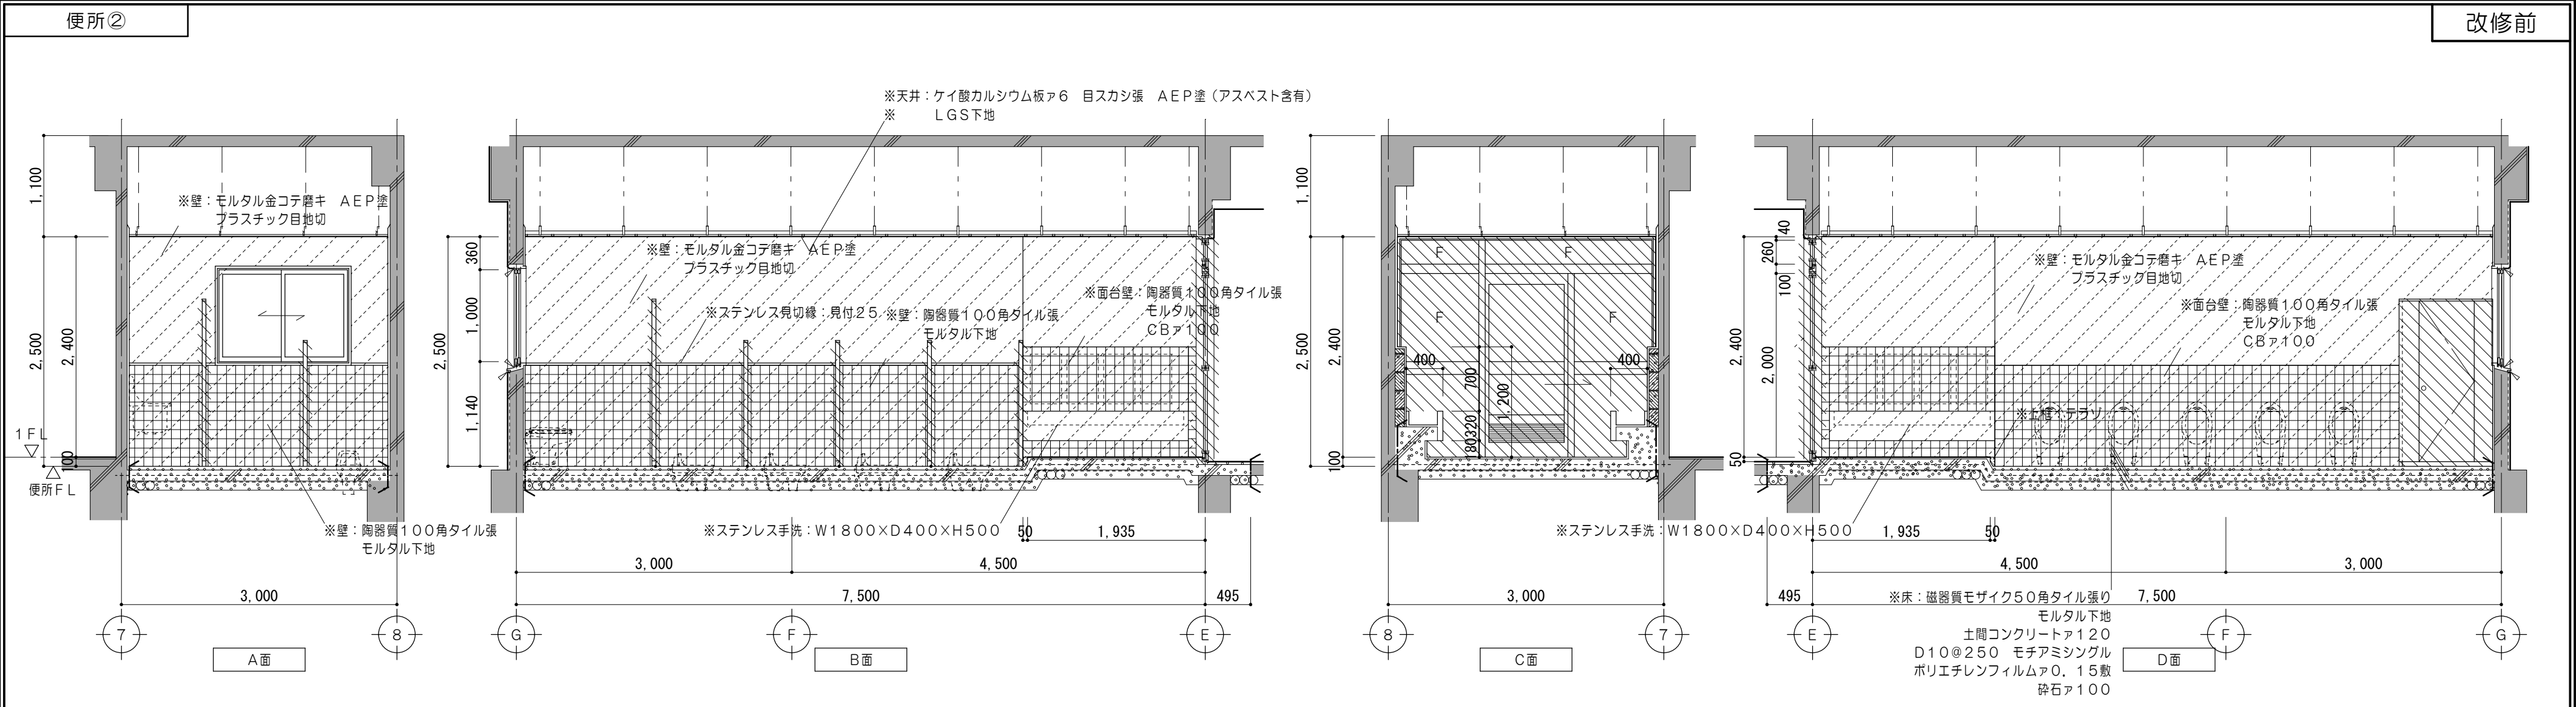 便所②
改修前
※天井：ケイ酸カルシウム板ァ6　目スカシ張　AEP塗（アスベスト含有）
※　　LGS下地
※壁：モルタル金コテ磨キ　AEP塗
プラスチック目地切
1,100
2,500
2,400
100
1FL
便所FL
※壁：陶器質100角タイル張
モルタル下地
3,000
7
8
A面
※壁：モルタル金コテ磨キ　AEP塗
プラスチック目地切
※ステンレス見切縁：見付25
※壁：陶器質100角タイル張
モルタル下地
※面台壁：陶器質100角タイル張
モルタル下地
CBァ100
2,500
360
1,000
1,140
※ステンレス手洗：W1800×D400×H500
50
1,935
3,000
4,500
7,500
495
G
F
E
B面
1,100
2,500
2,400
100
F
F
F
F
400
400
700
1,200
320
80
※ステンレス手洗：W1800×D400×H500
3,000
8
7
C面
40
260
100
2,400
2,000
50
※壁：モルタル金コテ磨キ　AEP塗
プラスチック目地切
※面台壁：陶器質100角タイル張
モルタル下地
CBァ100
※上框：テラゾ
1,935
50
4,500
3,000
495
7,500
※床：磁器質モザイク50角タイル張り
モルタル下地
土間コンクリートァ120
D10@250　モチアミシングル
ポリエチレンフィルムァ0．15敷
砕石ァ100
E
F
G
D面